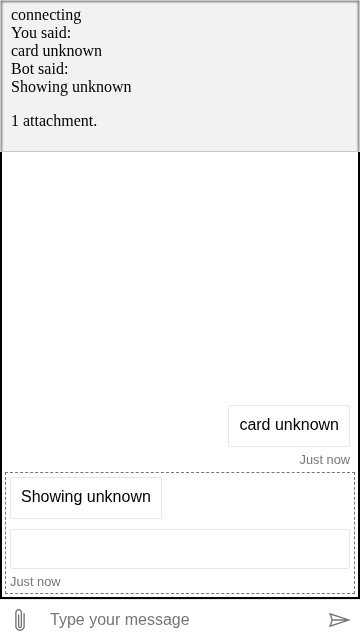 connecting
You said:
card unknown
Bot said:
Showing unknown
1 attachment.
card unknown
Just now
Showing unknown
Just now
Type your message